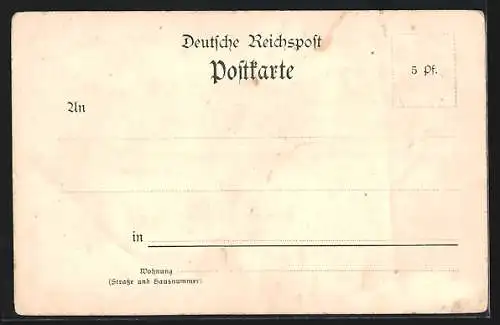 Deutsche Reichspost
Postkarte
5 Pf.
An
in
Wohnung
(Straße und Hausnummer)